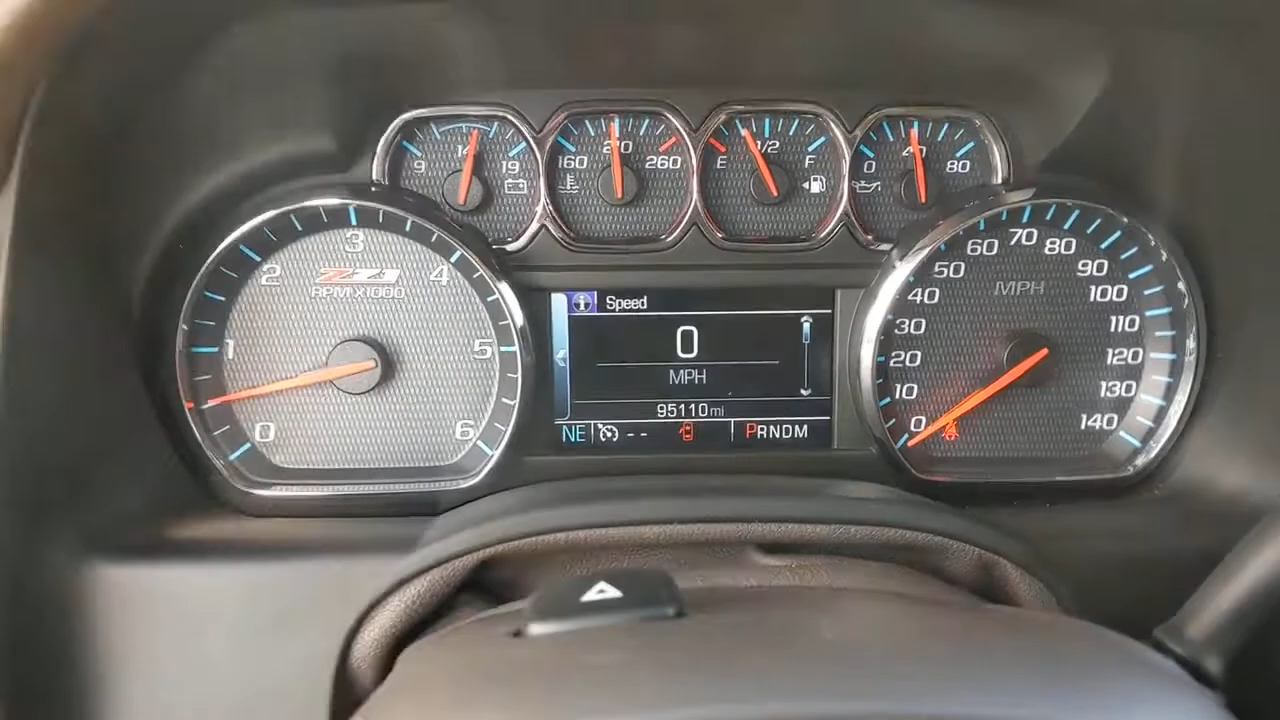 9 14 19
160 210 260
E 1/2 F
0 40 80
0 1 2 3 4 5 6
Z71
RPM X1000
Speed
0
MPH
95110 mi
NE -- PRNDM
0 10 20 30 40 50 60 70 80 90 100 110 120 130 140
MPH